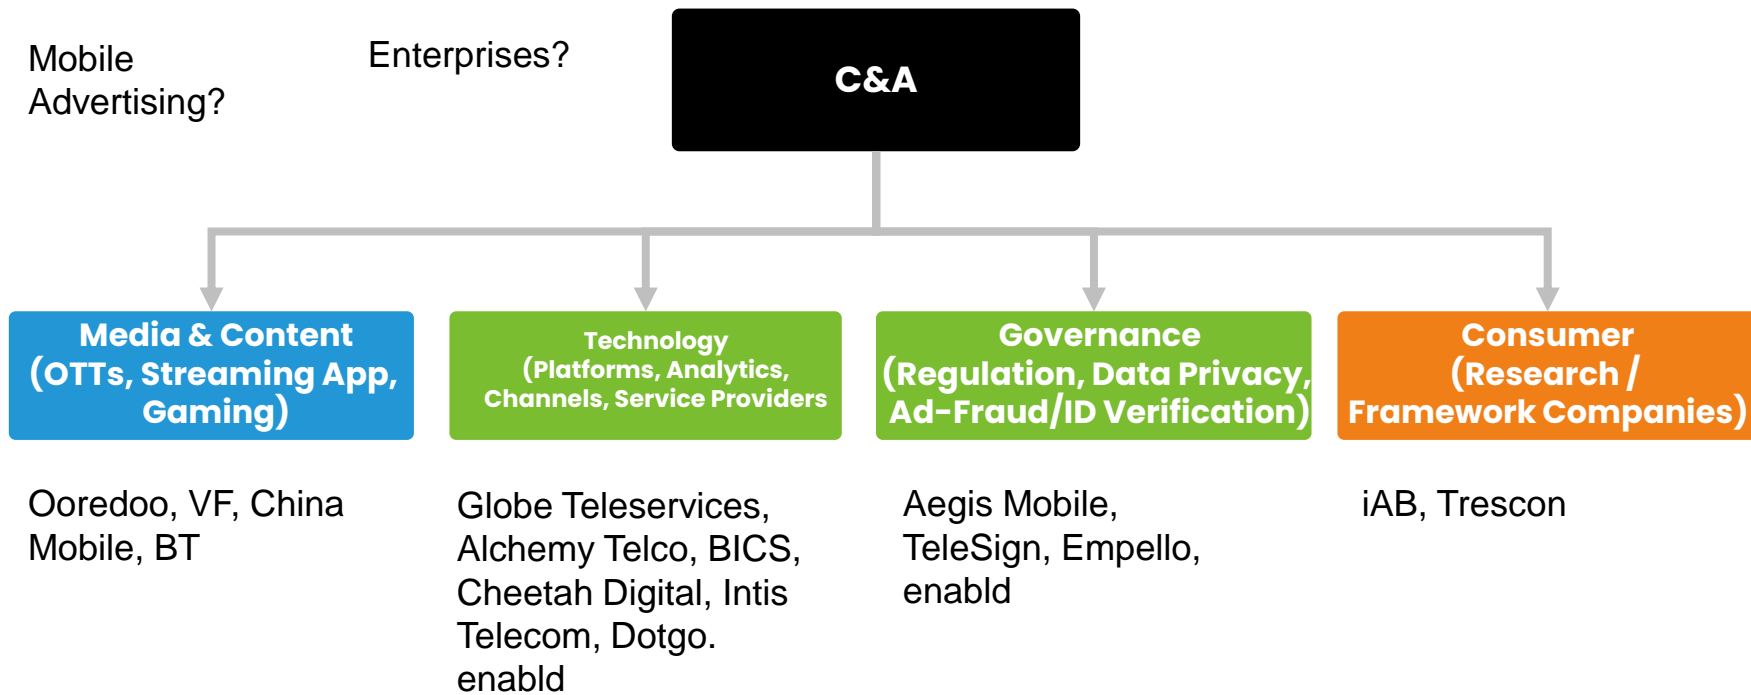 Mobile
Advertising?
Enterprises?
C&A
Media & Content
(OTTs, Streaming App,
Gaming)
Technology
(Platforms, Analytics,
Channels, Service Providers
Governance
(Regulation, Data Privacy,
Ad-Fraud/ID Verification)
Consumer
(Research /
Framework Companies)
Ooredoo, VF, China
Mobile, BT
Globe Teleservices,
Alchemy Telco, BICS,
Cheetah Digital, Intis
Telecom, Dotgo.
enabld
Aegis Mobile,
TeleSign, Empello,
enabld
iAB, Trescon